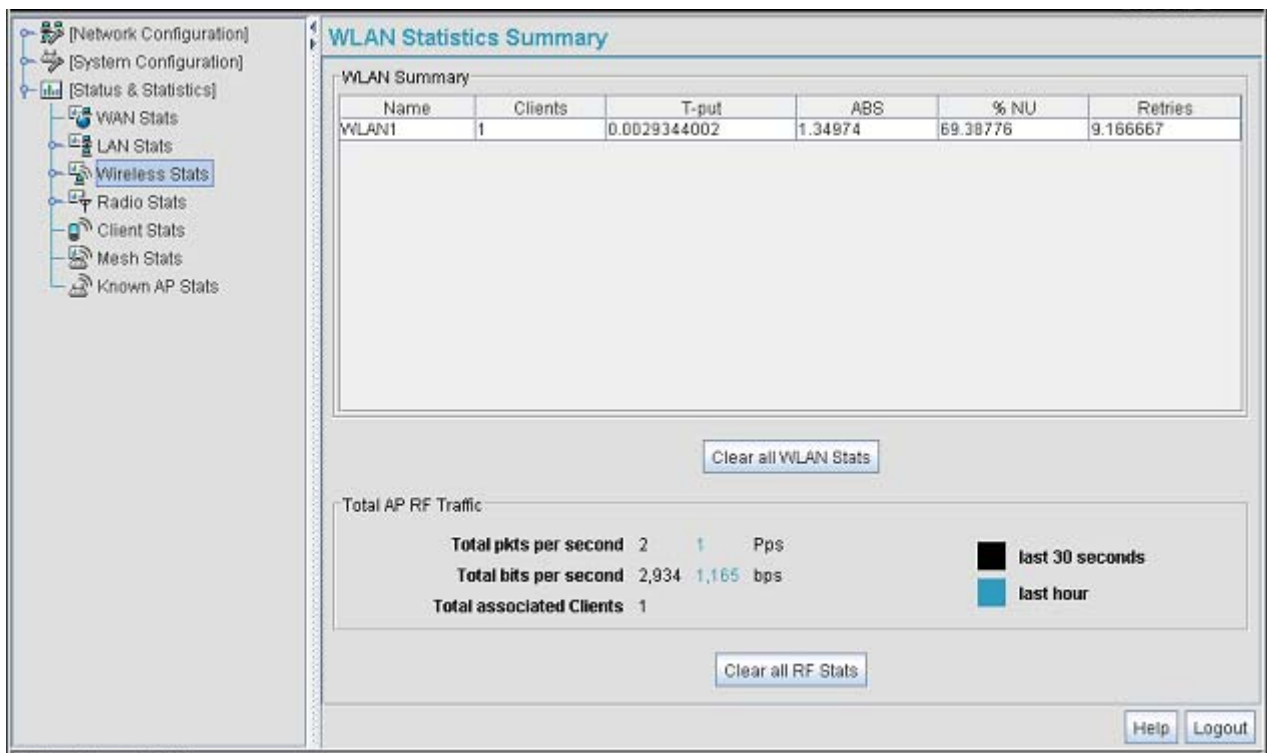 [Network Configuration]
[System Configuration]
[Status & Statistics]
WAN Stats
LAN Stats
Wireless Stats
Radio Stats
Client Stats
Mesh Stats
Known AP Stats
WLAN Statistics Summary
WLAN Summary
Name Clients T-put ABS % NU Retries
WLAN1 1 0.0029344002 1.34974 69.38776 9.166667
Clear all WLAN Stats
Total AP RF Traffic
Total pkts per second 2 1 Pps
Total bits per second 2,934 1,165 bps
Total associated Clients 1
last 30 seconds
last hour
Clear all RF Stats
Help Logout